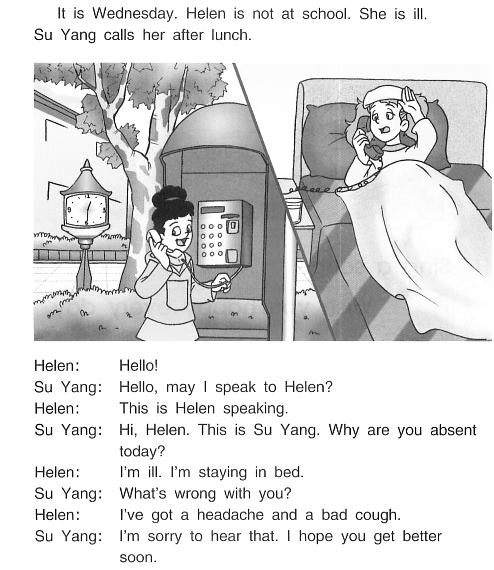 It is Wednesday. Helen is not at school. She is ill.
Su Yang calls her after lunch.
Helen: Hello!
Su Yang: Hello, may I speak to Helen?
Helen: This is Helen speaking.
Su Yang: Hi, Helen. This is Su Yang. Why are you absent
today?
Helen: I'm ill. I'm staying in bed.
Su Yang: What's wrong with you?
Helen: I've got a headache and a bad cough.
Su Yang: I'm sorry to hear that. I hope you get better
soon.